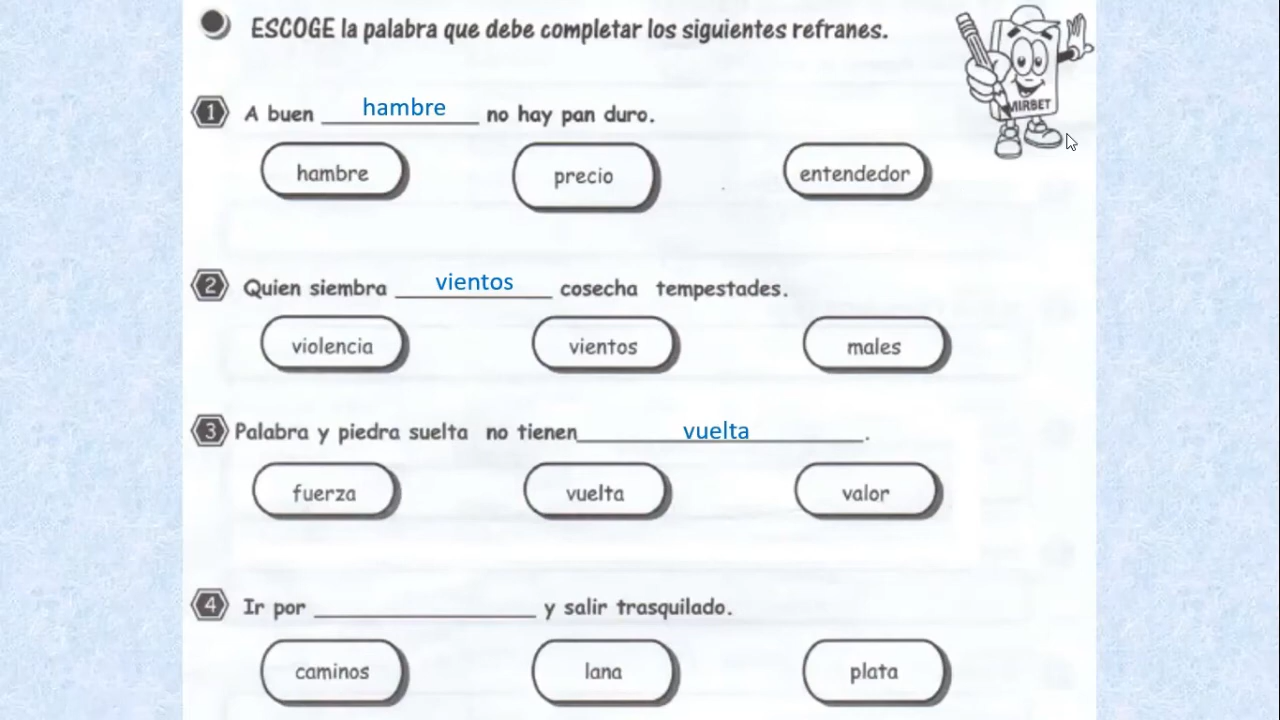 ESCOGE la palabra que debe completar los siguientes refranes.
MIRBET
1 A buen hambre no hay pan duro.
hambre precio entendedor
2 Quien siembra vientos cosecha tempestades.
violencia vientos males
3 Palabra y piedra suelta no tienen vuelta.
fuerza vuelta valor
4 Ir por ____________ y salir trasquilado.
caminos lana plata